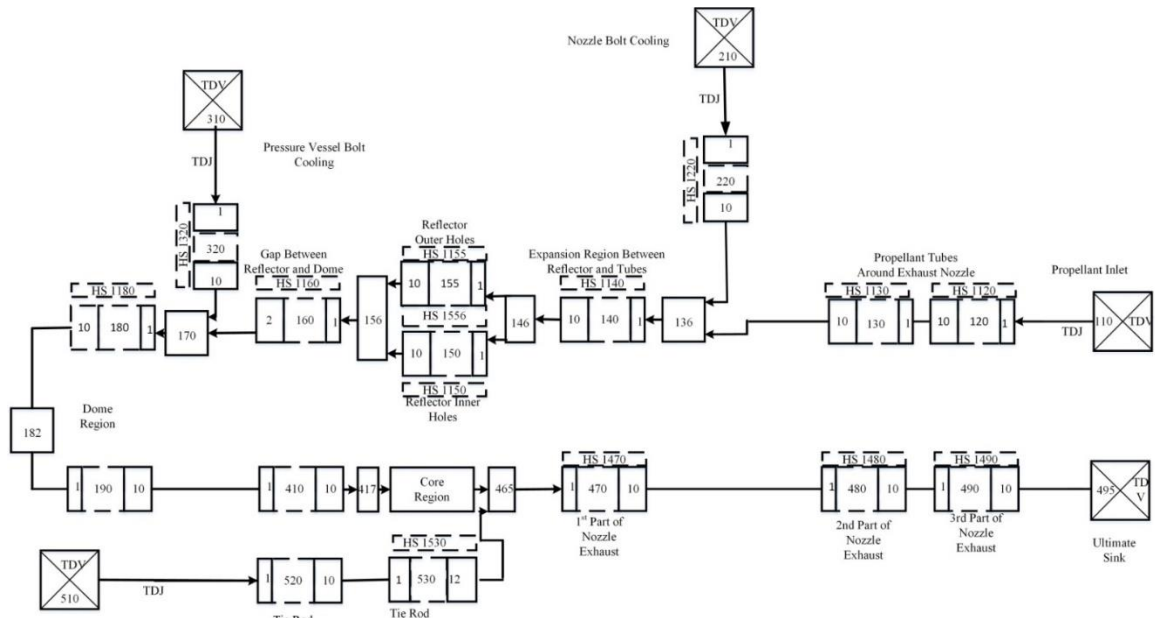 Nozzle Bolt Cooling
TDV
210
TDJ
TDV
310
TDJ
Pressure Vessel Bolt
Cooling
HS 1220
1
220
10
HS 1320
1
320
10
Reflector
Outer Holes
HS 1155
10 155 1
HS 1556
10 150 1
HS 1150
Reflector Inner
Holes
Gap Between
Reflector and Dome
HS 1160
2 160 1
156
146
Expansion Region Between
Reflector and Tubes
HS 1140
10 140 1
136
Propellant Tubes
Around Exhaust Nozzle
HS 1130
10 130 1
HS 1120
10 120 1
Propellant Inlet
110 TDV
TDJ
HS 1180
10 180 1
170
182
Dome
Region
1 190 10
1 410 10
417
Core
Region
465
HS 1470
1 470 10
1st Part of
Nozzle
Exhaust
HS 1480
1 480 10
2nd Part of
Nozzle
Exhaust
HS 1490
1 490 10
3rd Part of
Nozzle
Exhaust
495 TD
V
Ultimate
Sink
HS 1530
1 530 12
Tie Rod
TDV
510
TDJ
1 520 10
Tie Rod